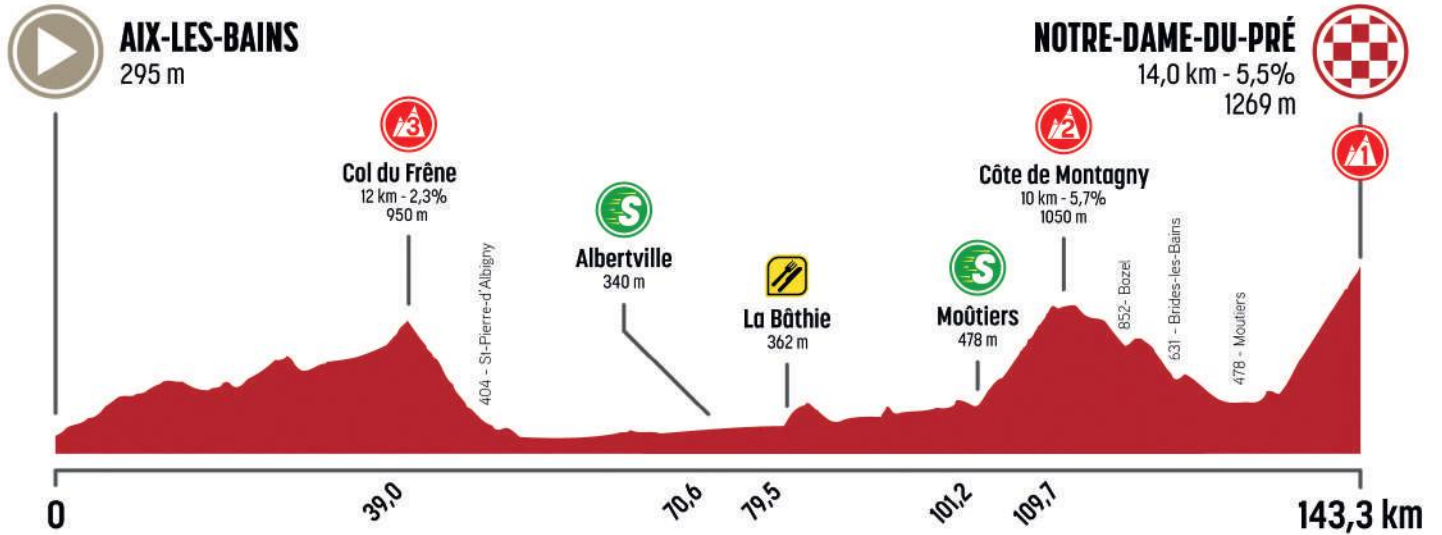 AIX-LES-BAINS
295 m
NOTRE-DAME-DU-PRÉ
14,0 km - 5,5%
1269 m
3
Col du Frêne
12 km - 2,3%
950 m
404 - St-Pierre-d'Albigny
S
Albertville
340 m
La Bâthie
362 m
S
Moûtiers
478 m
2
Côte de Montagny
10 km - 5,7%
1050 m
852- Bozel
631 - Brides-les-Bains
478 - Moutiers
1
0
39,0
70,6
79,5
101,2
109,7
143,3 km